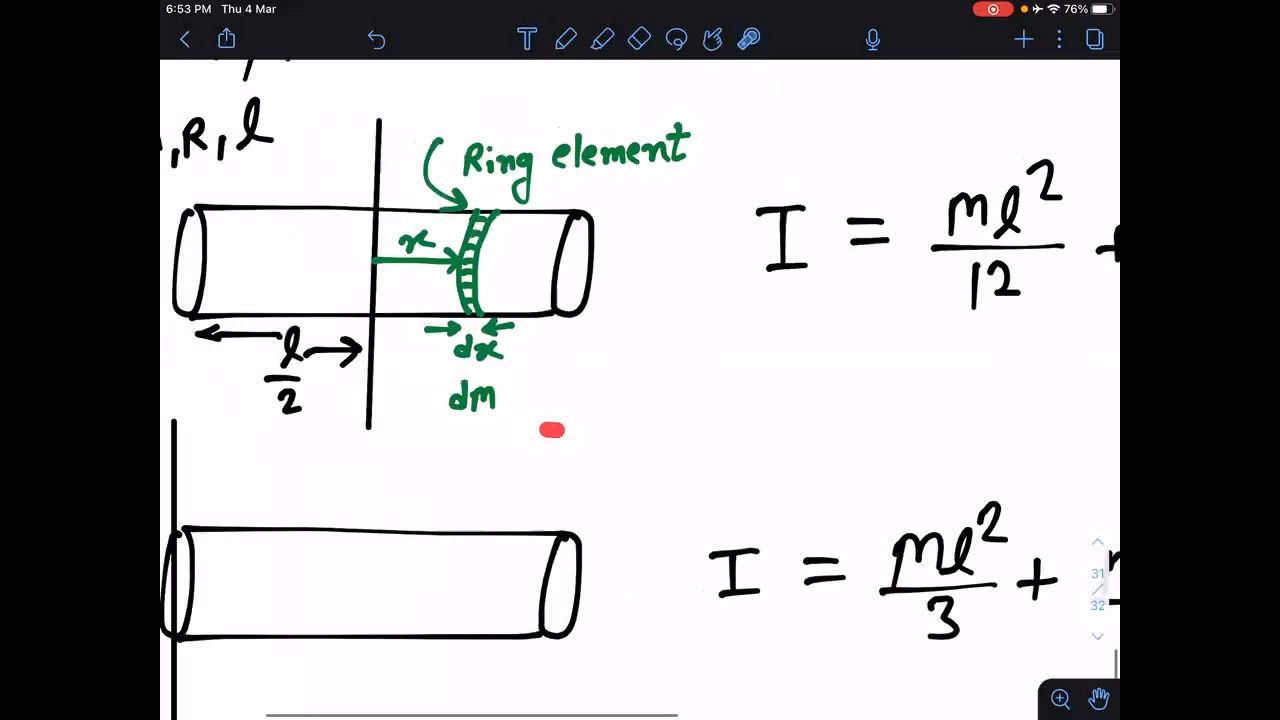 6:53 PM Thu 4 Mar
76%
, R, l
Ring element
x
I = ml²/12 +
l/2
dx
dm
I = ml²/3 +
31
32